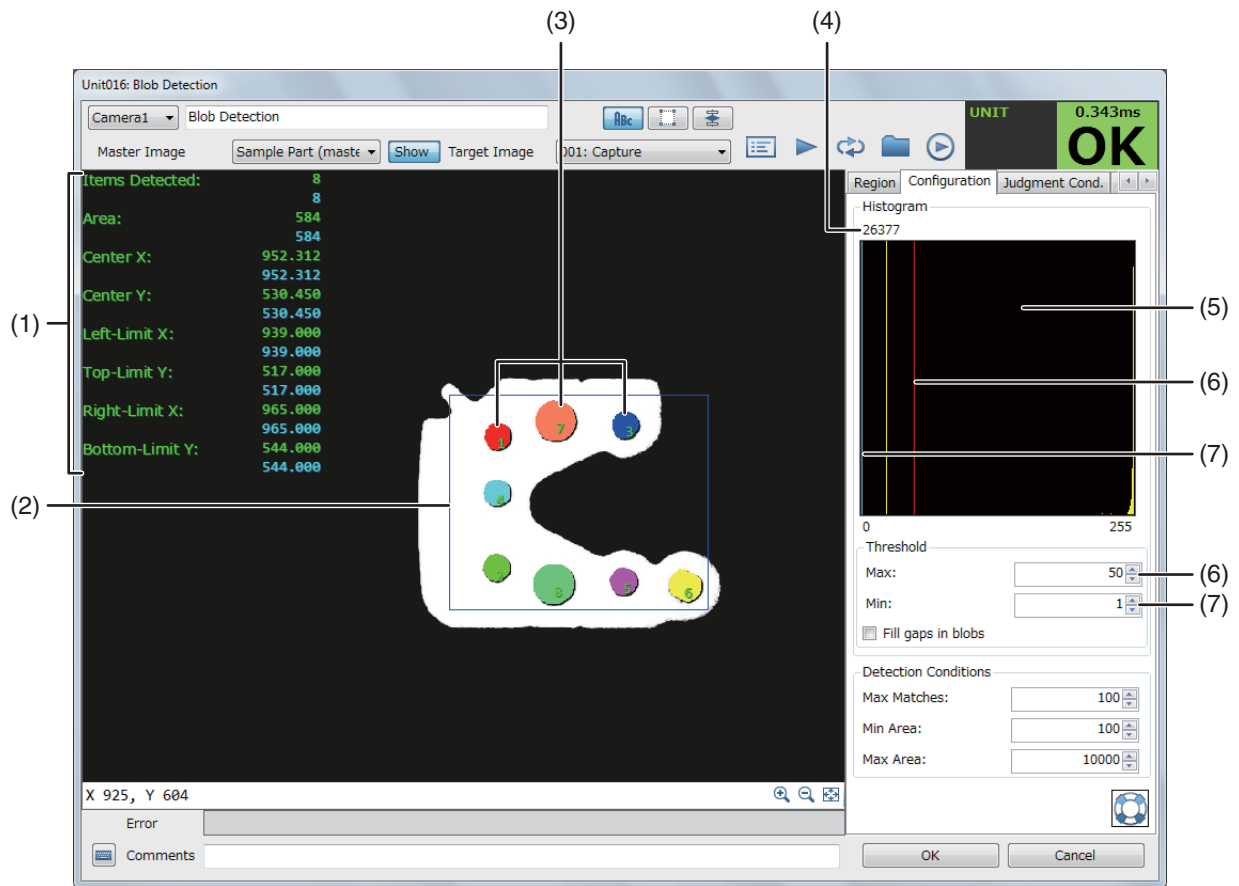 (3)
(4)
Unit016: Blob Detection
Camera1
Blob Detection
ABC
UNIT
0.343ms
OK
Master Image
Sample Part (maste
Show
Target Image
001: Capture
Region
Configuration
Judgment Cond.
Items Detected: 8
8
Area: 584
584
Center X: 952.312
952.312
Center Y: 530.450
530.450
Left-Limit X: 939.000
939.000
Top-Limit Y: 517.000
517.000
Right-Limit X: 965.000
965.000
Bottom-Limit Y: 544.000
544.000
(1)
(2)
1
7
3
4
2
8
5
6
Histogram
26377
(5)
(6)
(7)
0
255
Threshold
Max: 50
(6)
Min: 1
(7)
Fill gaps in blobs
Detection Conditions
Max Matches: 100
Min Area: 100
Max Area: 10000
X 925, Y 604
Error
Comments
OK
Cancel